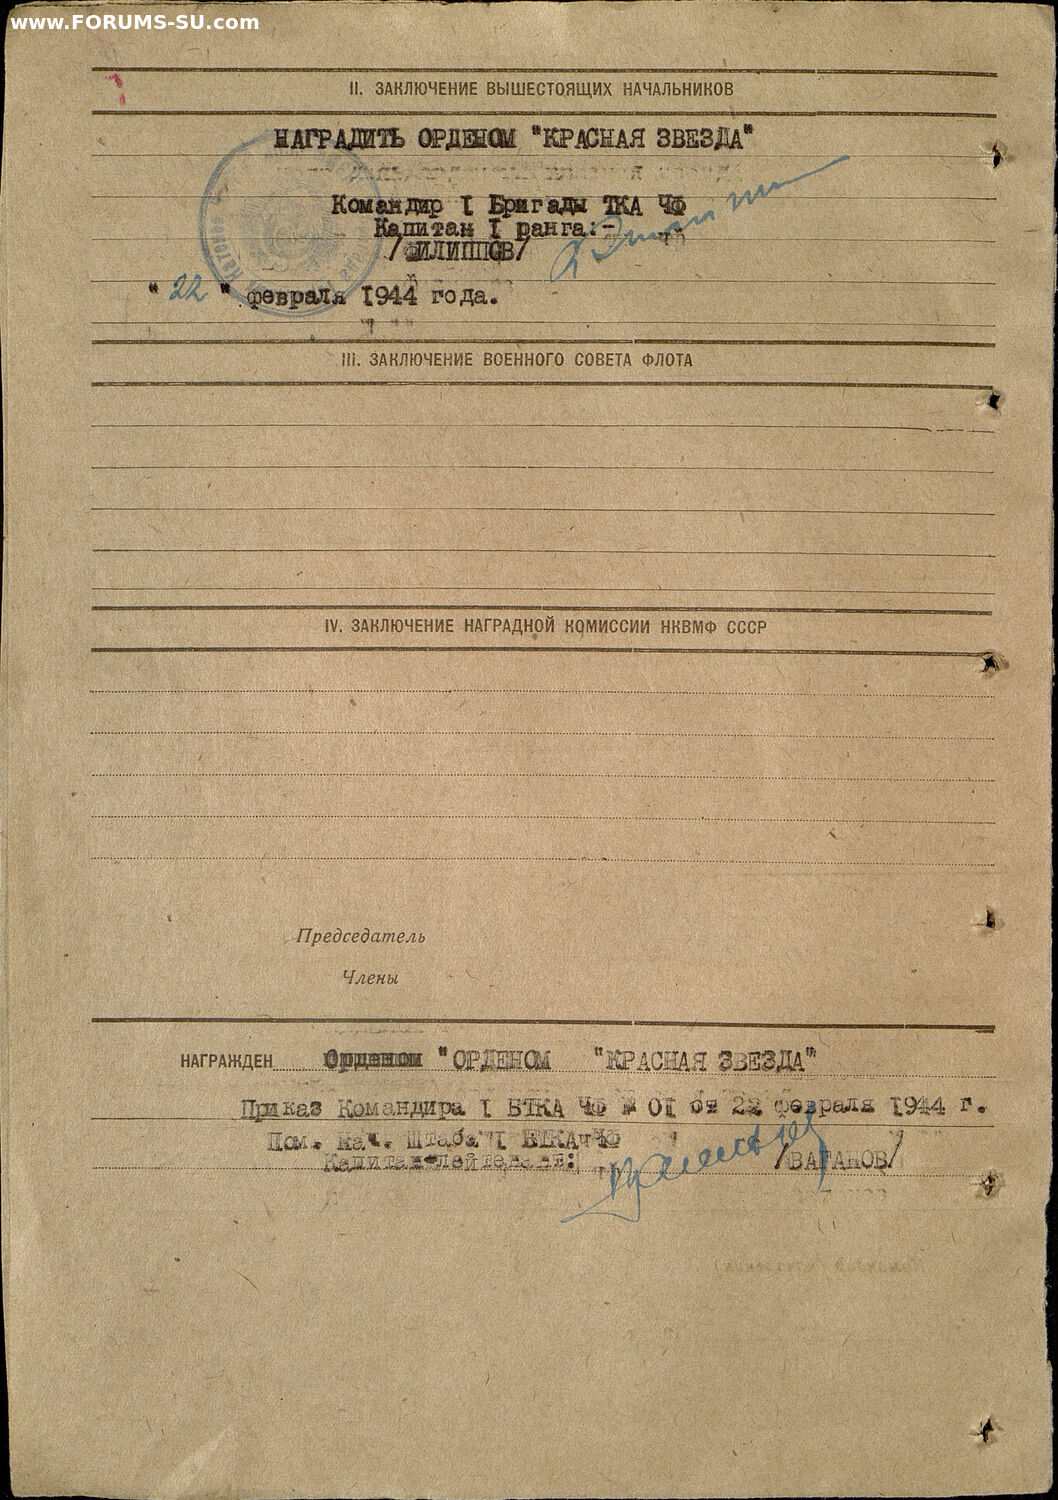 www.FORUMS-SU.com
II. ЗАКЛЮЧЕНИЕ ВЫШЕСТОЯЩИХ НАЧАЛЬНИКОВ
НАГРАДИТЬ ОРДЕНОМ "КРАСНАЯ ЗВЕЗДА"
Командир I Бригады ТКА ЧФ
Капитан I ранга:-
/ФИЛИППОВ/
"22" февраля 1944 года.
III. ЗАКЛЮЧЕНИЕ ВОЕННОГО СОВЕТА ФЛОТА
IV. ЗАКЛЮЧЕНИЕ НАГРАДНОЙ КОМИССИИ НКВМФ СССР
Председатель
Члены
НАГРАЖДЕН Орденом "ОРДЕНОМ "КРАСНАЯ ЗВЕЗДА"
Приказ Командира I БТКА ЧФ № 01 от 22 февраля 1944 г.
Пом. Нач. Штаба I БТКА ЧФ
Капитан-лейтенант: /ВАГАНОВ/